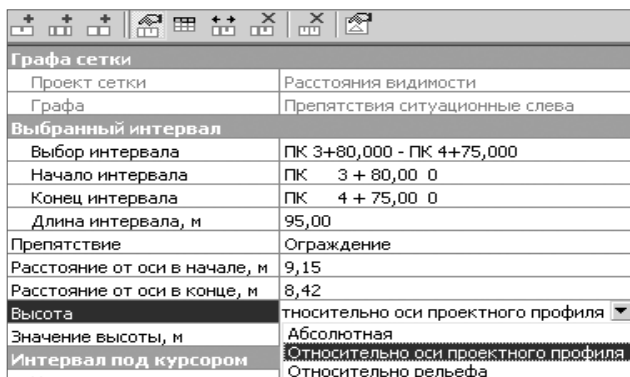 Графа сетки
Проект сетки Расстояния видимости
Графа Препятствия ситуационные слева
Выбранный интервал
Выбор интервала ПК 3+80,000 - ПК 4+75,000
Начало интервала ПК 3 + 80,00 0
Конец интервала ПК 4 + 75,00 0
Длина интервала, м 95,00
Препятствие Ограждение
Расстояние от оси в начале, м 9,15
Расстояние от оси в конце, м 8,42
Высота тносительно оси проектного профиля
Значение высоты, м Абсолютная
Интервал под курсором Относительно оси проектного профиля
Относительно рельефа